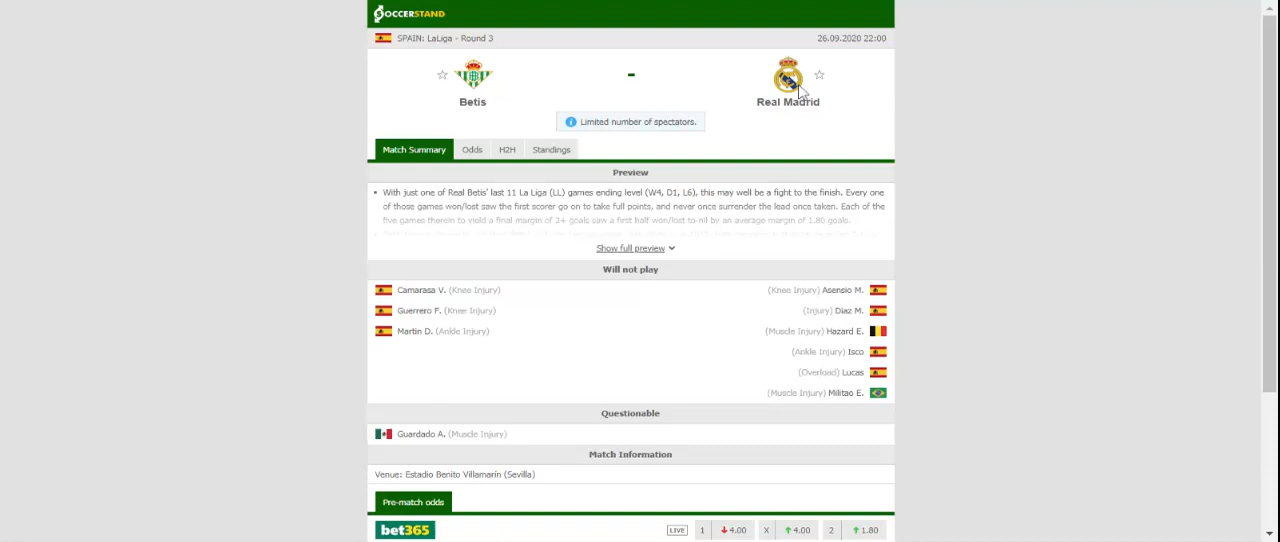 SOCCERSTAND
SPAIN: LaLiga - Round 3
26.09.2020 22:00
-
Betis
Real Madrid
Limited number of spectators.
Match Summary
Odds
H2H
Standings
Preview
With just one of Real Betis' last 11 La Liga (LL) games ending level (W4, D1, L6), this may well be a fight to the finish. Every one
of those games won/lost saw the first scorer go on to take full points, and never once surrender the lead once taken. Each of the
five games therein to yield a final margin of 2+ goals saw a first half won/lost to-nil by an average margin of 1.80 goals.
Show full preview
Will not play
Camarasa V. (Knee Injury)
(Knee Injury) Asensio M.
Guerrero F. (Knee Injury)
(Injury) Diaz M.
Martin D. (Ankle Injury)
(Muscle Injury) Hazard E.
(Ankle Injury) Isco
(Overload) Lucas
(Muscle Injury) Militao E.
Questionable
Guardado A. (Muscle Injury)
Match Information
Venue: Estadio Benito Villamarín (Sevilla)
Pre-match odds
bet365
LIVE
1 4.00
X 4.00
2 1.80